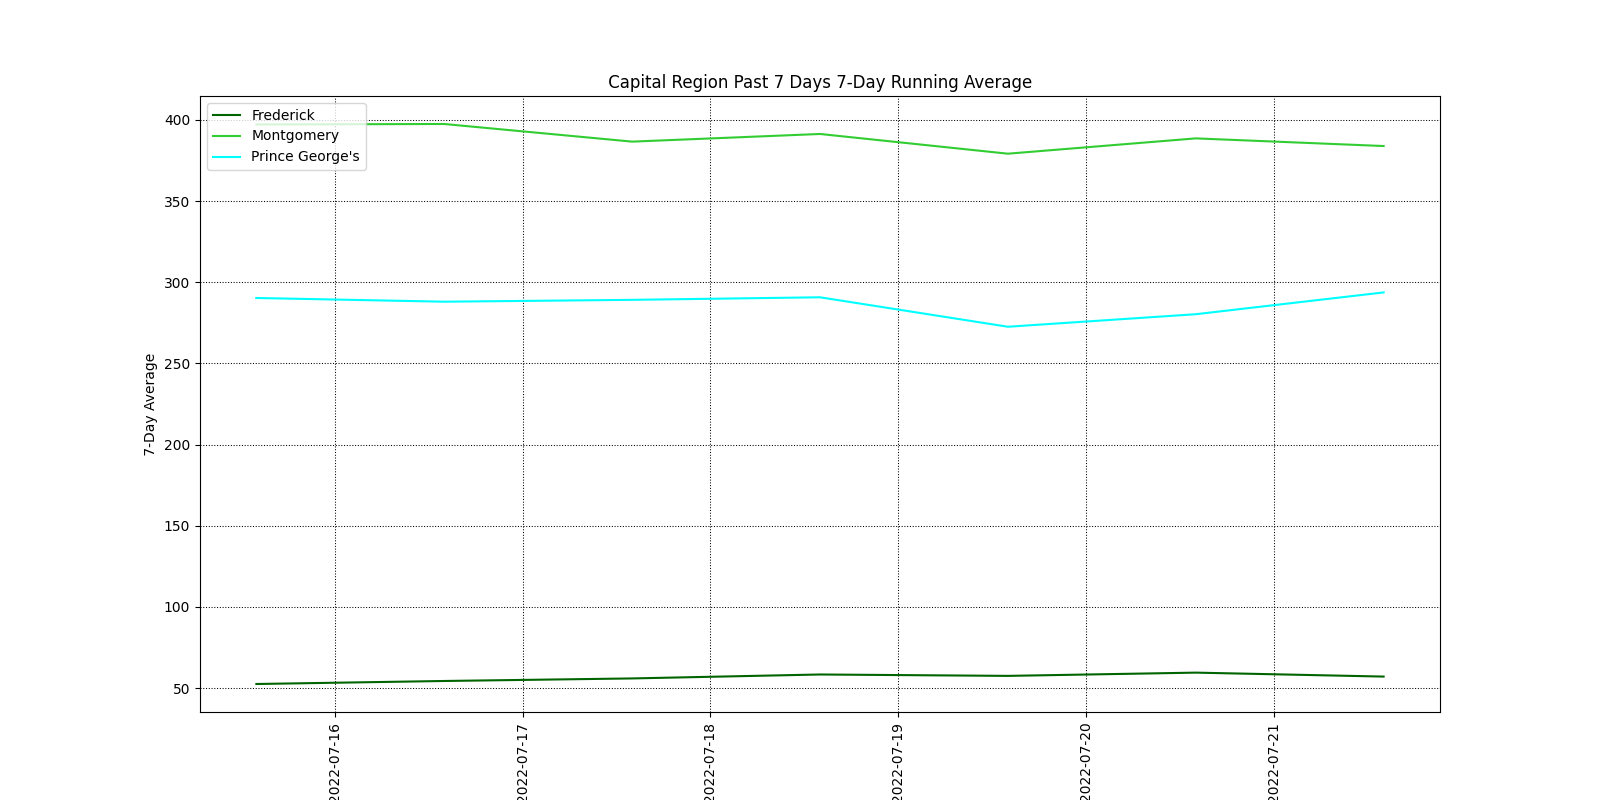 Capital Region Past 7 Days 7-Day Running Average
Frederick
Montgomery
Prince George's
7-Day Average
400
350
300
250
200
150
100
50
2022-07-16
2022-07-17
2022-07-18
2022-07-19
2022-07-20
2022-07-21